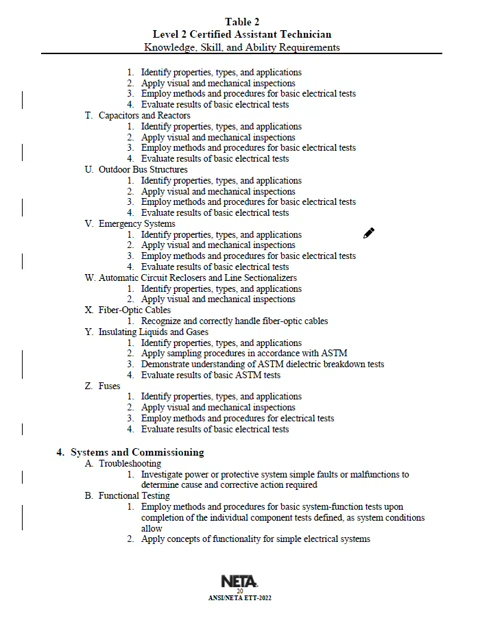 Table 2
Level 2 Certified Assistant Technician
Knowledge, Skill, and Ability Requirements
1. Identify properties, types, and applications
2. Apply visual and mechanical inspections
3. Employ methods and procedures for basic electrical tests
4. Evaluate results of basic electrical tests
T. Capacitors and Reactors
1. Identify properties, types, and applications
2. Apply visual and mechanical inspections
3. Employ methods and procedures for basic electrical tests
4. Evaluate results of basic electrical tests
U. Outdoor Bus Structures
1. Identify properties, types, and applications
2. Apply visual and mechanical inspections
3. Employ methods and procedures for basic electrical tests
4. Evaluate results of basic electrical tests
V. Emergency Systems
1. Identify properties, types, and applications
2. Apply visual and mechanical inspections
3. Employ methods and procedures for basic electrical tests
4. Evaluate results of basic electrical tests
W. Automatic Circuit Reclosers and Line Sectionalizers
1. Identify properties, types, and applications
2. Apply visual and mechanical inspections
X. Fiber-Optic Cables
1. Recognize and correctly handle fiber-optic cables
Y. Insulating Liquids and Gases
1. Identify properties, types, and applications
2. Apply sampling procedures in accordance with ASTM
3. Demonstrate understanding of ASTM dielectric breakdown tests
4. Evaluate results of basic ASTM tests
Z. Fuses
1. Identify properties, types, and applications
2. Apply visual and mechanical inspections
3. Employ methods and procedures for electrical tests
4. Evaluate results of basic electrical tests
4. Systems and Commissioning
A. Troubleshooting
1. Investigate power or protective system simple faults or malfunctions to
determine cause and corrective action required
B. Functional Testing
1. Employ methods and procedures for basic system-function tests upon
completion of the individual component tests defined, as system conditions
allow
2. Apply concepts of functionality for simple electrical systems
NETA
20
ANSI/NETA ETT-2022